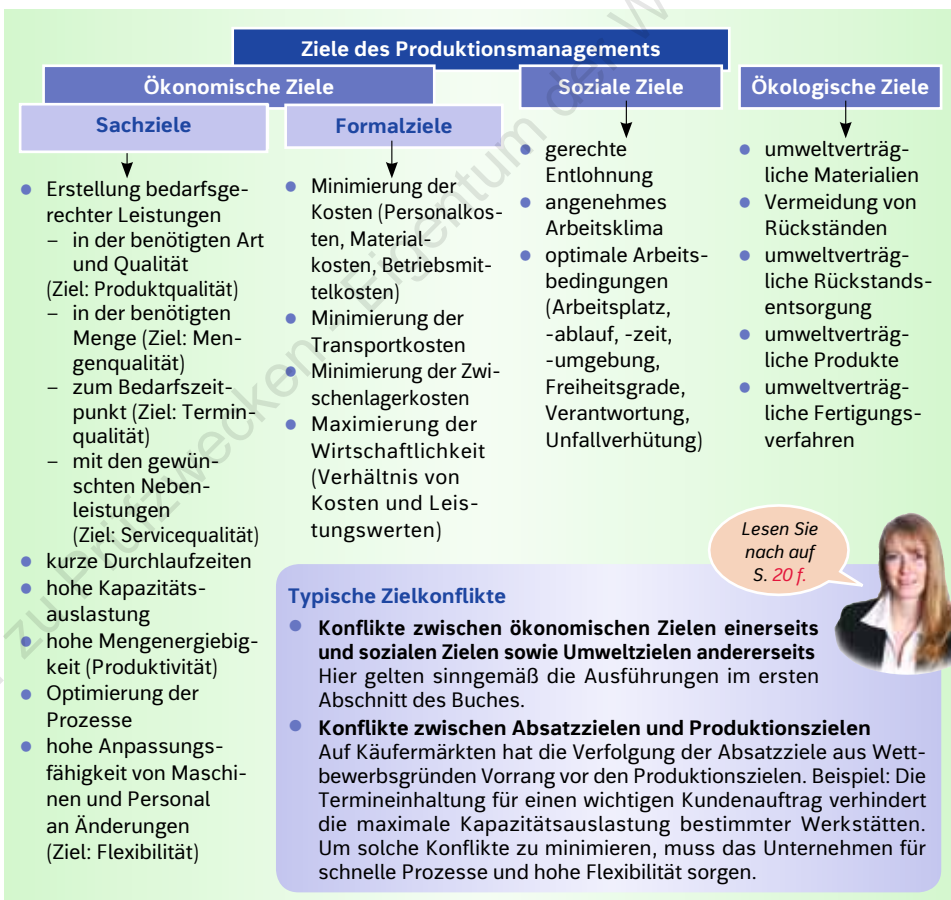 Ziele des Produktionsmanagements
Ökonomische Ziele
Sachziele
Erstellung bedarfsge-
rechter Leistungen
– in der benötigten Art
und Qualität
(Ziel: Produktqualität)
– in der benötigten
Menge (Ziel: Men-
genqualität)
– zum Bedarfszeit-
punkt (Ziel: Termin-
qualität)
– mit den gewün-
schten Neben-
leistungen
(Ziel: Servicequalität)
kurze Durchlaufzeiten
hohe Kapazitäts-
auslastung
hohe Mengenergiebig-
keit (Produktivität)
Optimierung der
Prozesse
hohe Anpassungs-
fähigkeit von Maschi-
nen und Personal
an Änderungen
(Ziel: Flexibilität)
Formalziele
Minimierung der
Kosten (Personalkos-
ten, Material-
kosten, Betriebsmit-
telkosten)
Minimierung der
Transportkosten
Minimierung der Zwi-
schenlagerkosten
Maximierung der
Wirtschaftlichkeit
(Verhältnis von
Kosten und Leis-
tungswerten)
Soziale Ziele
gerechte
Entlohnung
angenehmes
Arbeitsklima
optimale Arbeits-
bedingungen
(Arbeitsplatz,
-ablauf, -zeit,
-umgebung,
Freiheitsgrade,
Verantwortung,
Unfallverhütung)
Ökologische Ziele
umweltverträg-
liche Materialien
Vermeidung von
Rückständen
umweltverträg-
liche Rückstands-
entsorgung
umweltverträg-
liche Produkte
umweltverträg-
liche Fertigungs-
verfahren
Lesen Sie
nach auf
S. 20 f.
Typische Zielkonflikte
Konflikte zwischen ökonomischen Zielen einerseits
und sozialen Zielen sowie Umweltzielen andererseits
Hier gelten sinngemäß die Ausführungen im ersten
Abschnitt des Buches.
Konflikte zwischen Absatzzielen und Produktionszielen
Auf Käufermärkten hat die Verfolgung der Absatzziele aus Wett-
bewerbsgründen Vorrang vor den Produktionszielen. Beispiel: Die
Termineinhaltung für einen wichtigen Kundenauftrag verhindert
die maximale Kapazitätsauslastung bestimmter Werkstätten.
Um solche Konflikte zu minimieren, muss das Unternehmen für
schnelle Prozesse und hohe Flexibilität sorgen.
zu Prüfzwecken - Eigentum der